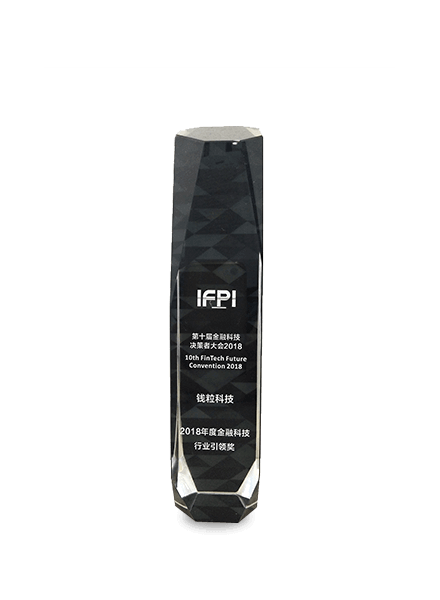 IFPI
第十届金融科技
决策者大会2018
10th FinTech Future
Convention 2018
钱粒科技
2018年度金融科技
行业引领奖